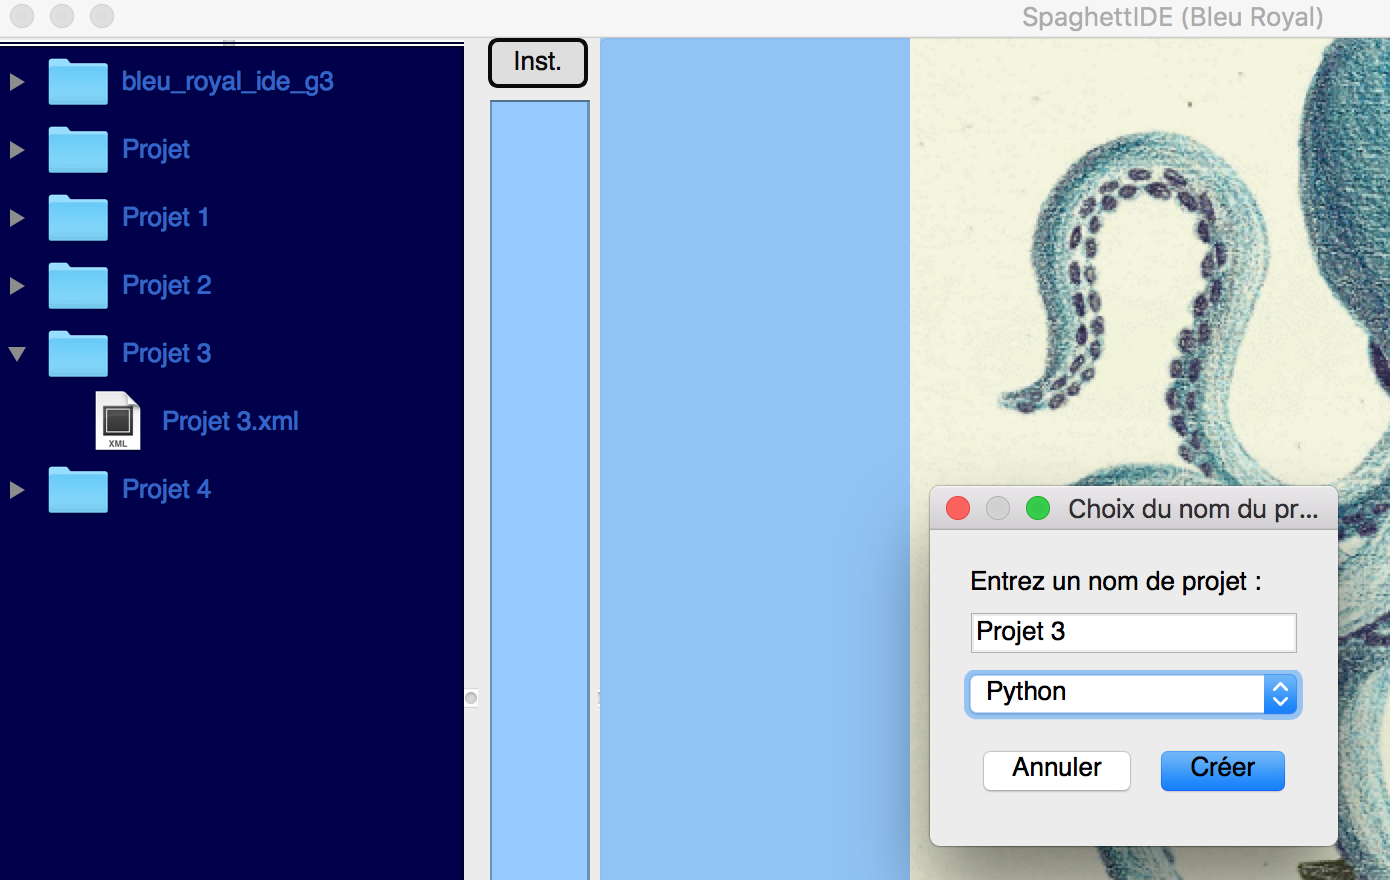 SpaghettIDE (Bleu Royal)
bleu_royal_ide_g3
Projet
Projet 1
Projet 2
Projet 3
XML
Projet 3.xml
Projet 4
Inst.
Choix du nom du pr...
Entrez un nom de projet :
Projet 3
Python
Annuler
Créer